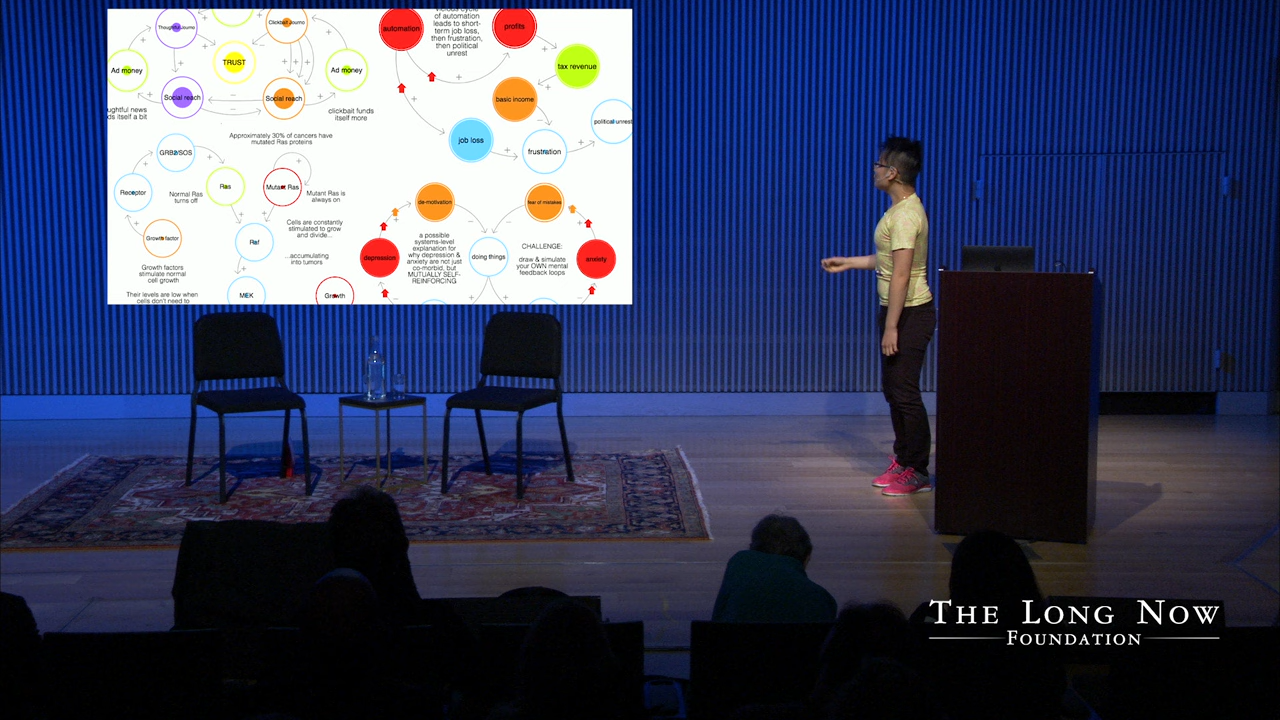 Thoughtful Journo
Clickbait Journo
TRUST
Ad money
Ad money
Social reach
Social reach
ughtful news
ds itself a bit
clickbait funds
itself more
vicious cycle
of automation
leads to short-
term job loss,
then frustration,
then political
unrest
automation
profits
tax revenue
basic income
political unrest
job loss
frustration
Approximately 30% of cancers have
mutated Ras proteins
GRB2/SOS
Receptor
Normal Ras
turns off
Ras
Mutant Ras
Mutant Ras is
always on
Growth factor
Raf
Cells are constantly
stimulated to grow
and divide...
...accumulating
into tumors
Growth factors
stimulate normal
cell growth
Their levels are low when
cells don't need to
MEK
Growth
de-motivation
fear of mistakes
depression
a possible
systems-level
explanation for
why depression &
anxiety are not just
co-morbid, but
MUTUALLY SELF-
REINFORCING
doing things
CHALLENGE:
draw & simulate
your OWN mental
feedback loops
anxiety
THE LONG NOW
FOUNDATION